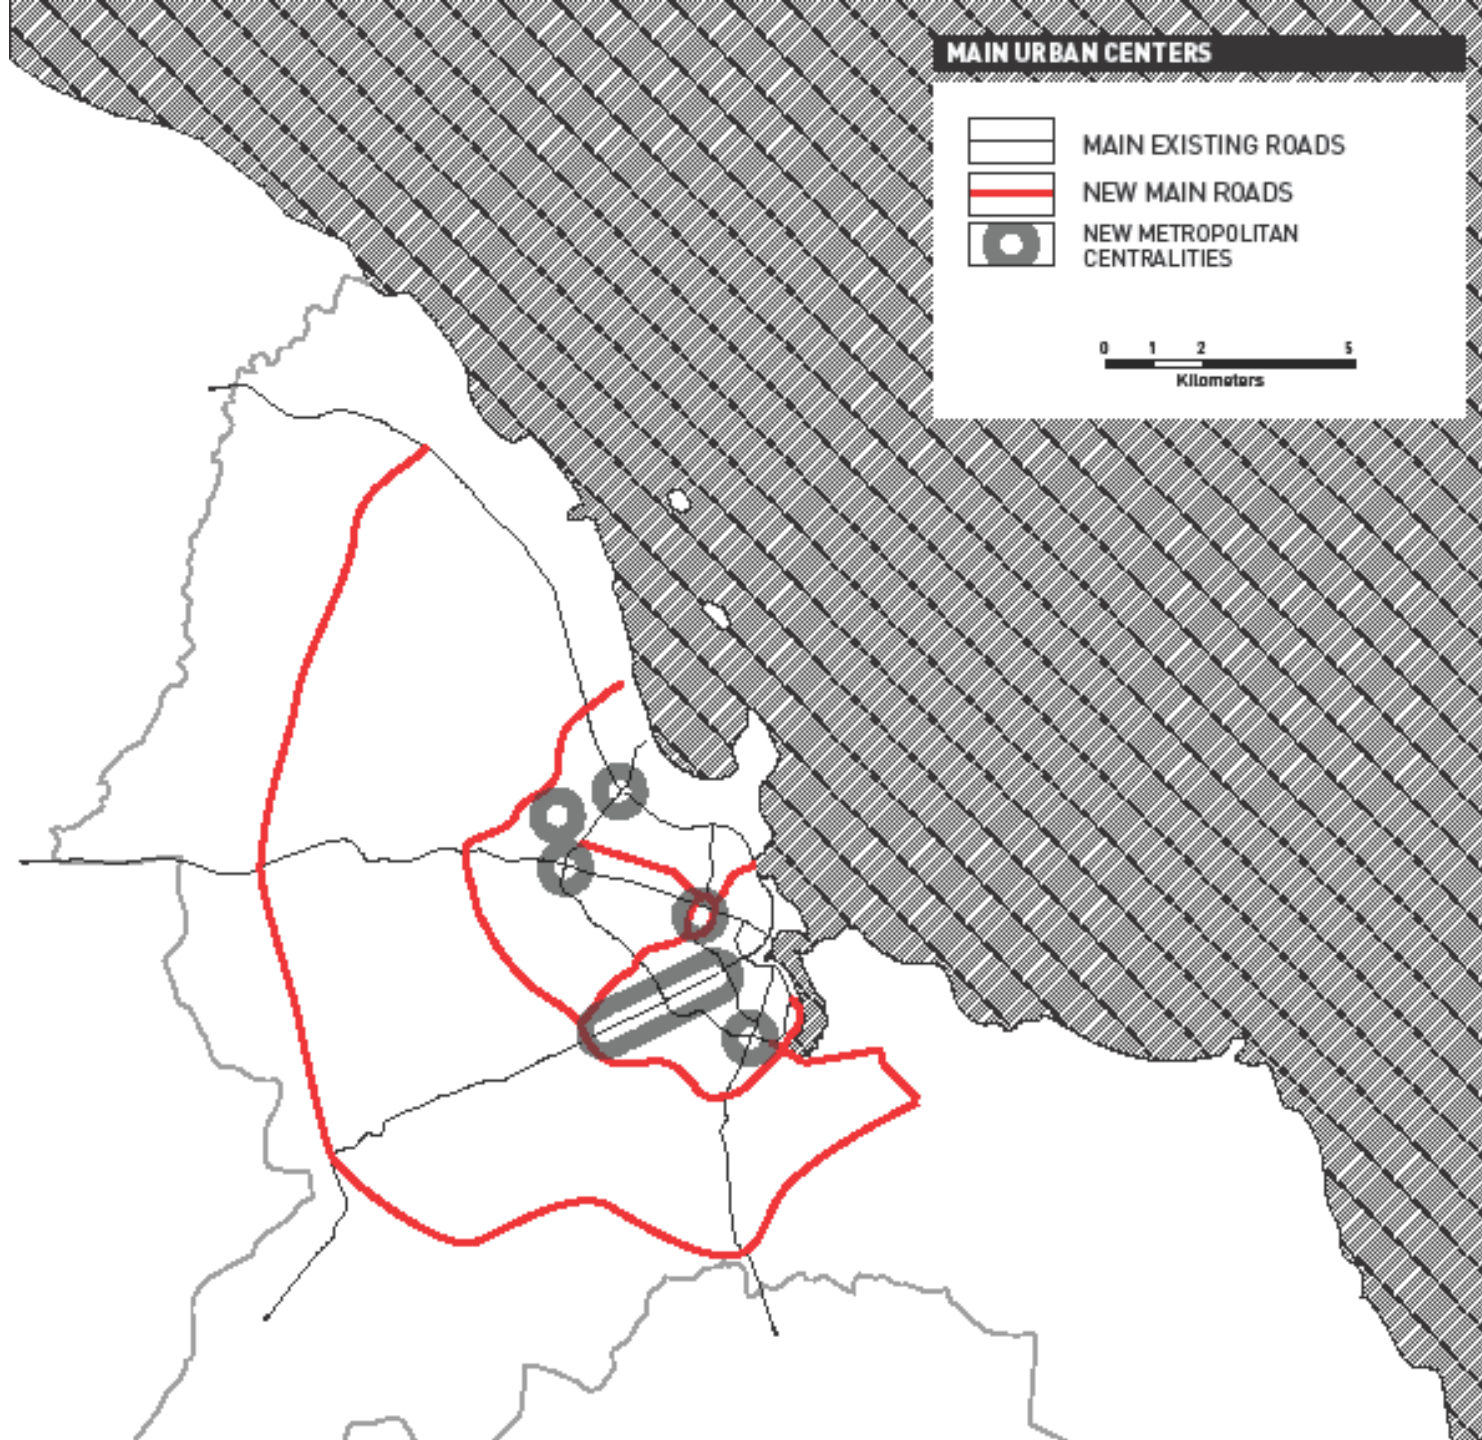 MAIN URBAN CENTERS
MAIN EXISTING ROADS
NEW MAIN ROADS
NEW METROPOLITAN
CENTRALITIES
0 1 2 5
Kilometers